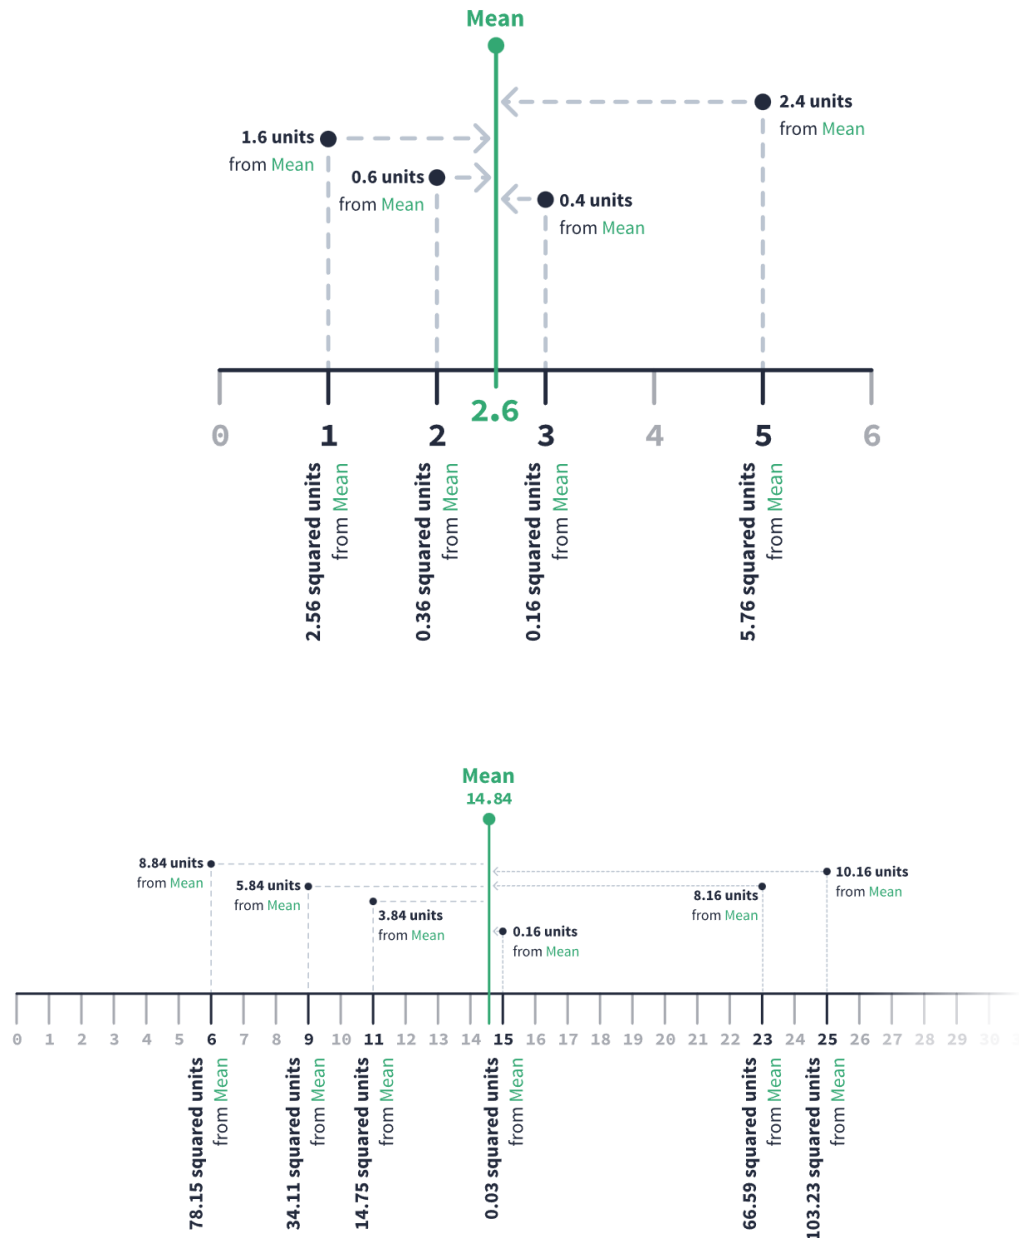 Mean
2.4 units
from Mean
1.6 units
from Mean
0.6 units
from Mean
0.4 units
from Mean
2.6
0 1 2 3 4 5 6
2.56 squared units
from Mean
0.36 squared units
from Mean
0.16 squared units
from Mean
5.76 squared units
from Mean
Mean
14.84
8.84 units
from Mean
5.84 units
from Mean
3.84 units
from Mean
0.16 units
from Mean
8.16 units
from Mean
10.16 units
from Mean
0 1 2 3 4 5 6 7 8 9 10 11 12 13 14 15 16 17 18 19 20 21 22 23 24 25 26 27 28 29 30
78.15 squared units
from Mean
34.11 squared units
from Mean
14.75 squared units
from Mean
0.03 squared units
from Mean
66.59 squared units
from Mean
103.23 squared units
from Mean